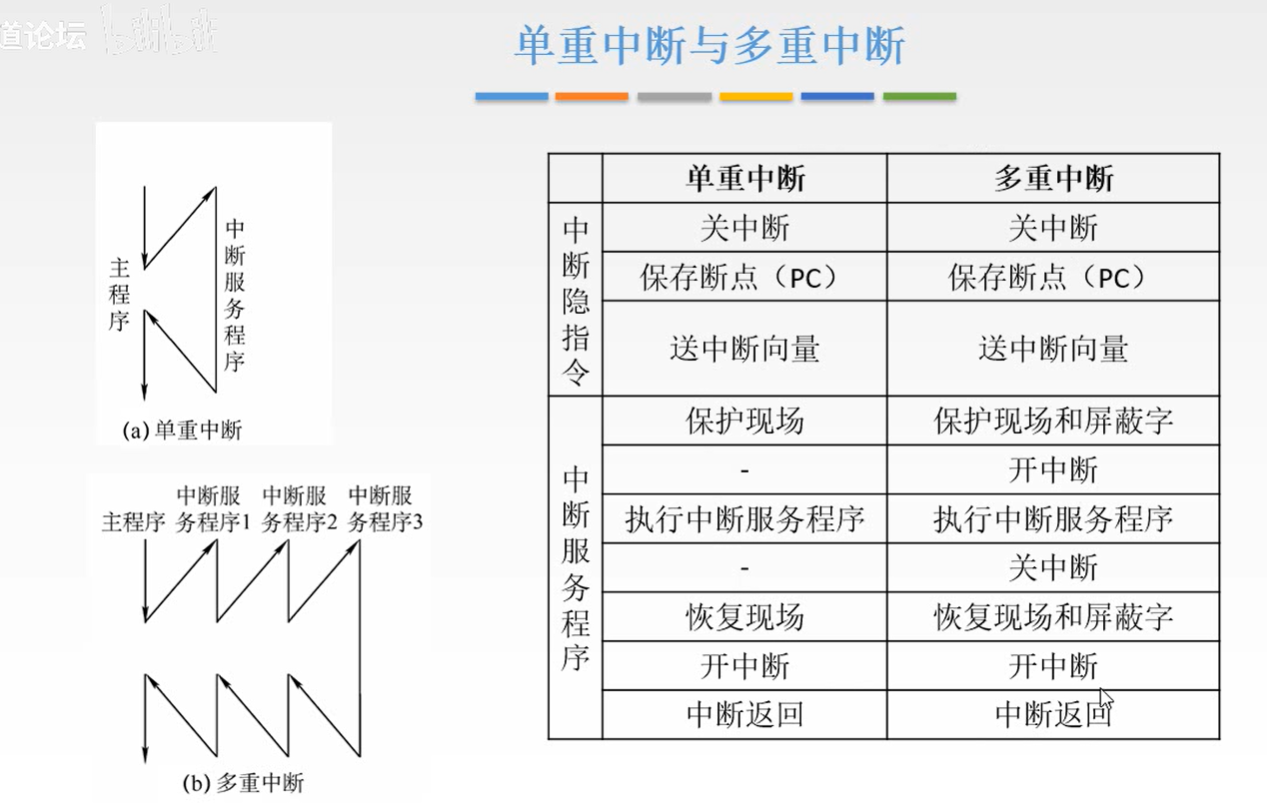 道论坛 bilibili
单重中断与多重中断
主程序
中断服务程序
(a) 单重中断
中断服 中断服 中断服
主程序 务程序1 务程序2 务程序3
(b) 多重中断
单重中断 多重中断
中断隐指令
关中断 关中断
保存断点（PC） 保存断点（PC）
送中断向量 送中断向量
中断服务程序
保护现场 保护现场和屏蔽字
- 开中断
执行中断服务程序 执行中断服务程序
- 关中断
恢复现场 恢复现场和屏蔽字
开中断 开中断
中断返回 中断返回